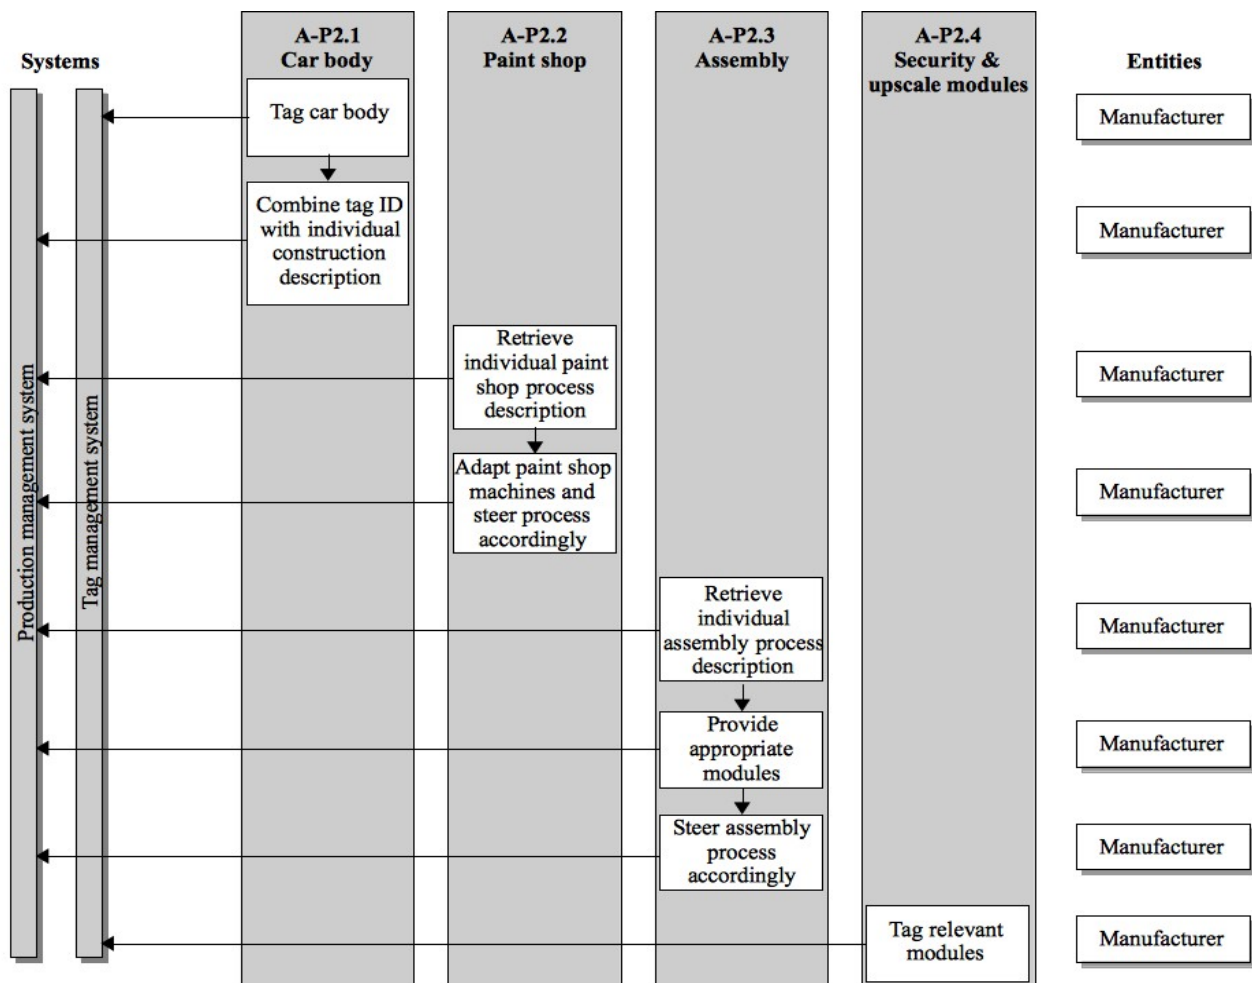 Systems
A-P2.1
Car body
A-P2.2
Paint shop
A-P2.3
Assembly
A-P2.4
Security &
upscale modules
Entities
Production management system
Tag management system
Tag car body
Manufacturer
Combine tag ID
with individual
construction
description
Manufacturer
Retrieve
individual paint
shop process
description
Manufacturer
Adapt paint shop
machines and
steer process
accordingly
Manufacturer
Retrieve
individual
assembly process
description
Manufacturer
Provide
appropriate
modules
Manufacturer
Steer assembly
process
accordingly
Manufacturer
Tag relevant
modules
Manufacturer